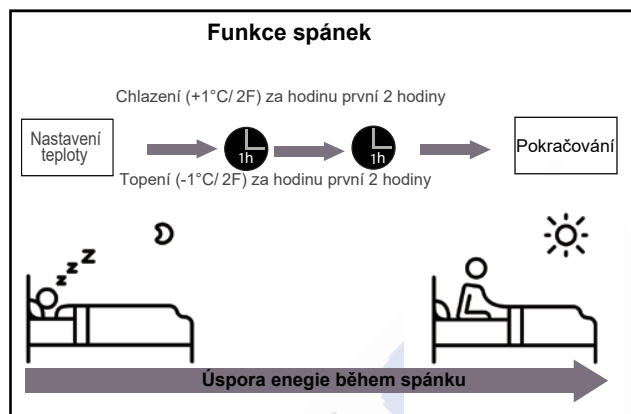 Funkce spánek
Chlazení (+1°C/ 2F) za hodinu první 2 hodiny
Nastavení
teploty
1h
1h
Pokračování
Topení (-1°C/ 2F) za hodinu první 2 hodiny
z z Z
Úspora enegie během spánku